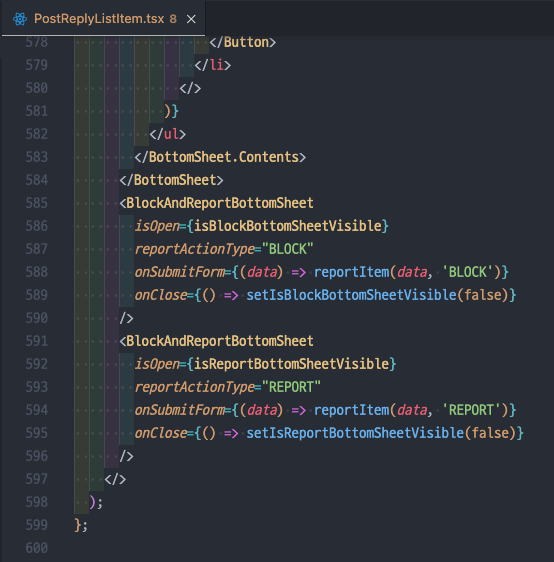 PostReplyListItem.tsx 8 ×
578 </Button>
579 </li>
580 </>
581 )}
582 </ul>
583 </BottomSheet.Contents>
584 </BottomSheet>
585 <BlockAndReportBottomSheet
586 isOpen={isBlockBottomSheetVisible}
587 reportActionType="BLOCK"
588 onSubmitForm={(data) => reportItem(data, 'BLOCK')}
589 onClose={() => setIsBlockBottomSheetVisible(false)}
590 />
591 <BlockAndReportBottomSheet
592 isOpen={isReportBottomSheetVisible}
593 reportActionType="REPORT"
594 onSubmitForm={(data) => reportItem(data, 'REPORT')}
595 onClose={() => setIsReportBottomSheetVisible(false)}
596 />
597 </>
598 );
599 };
600